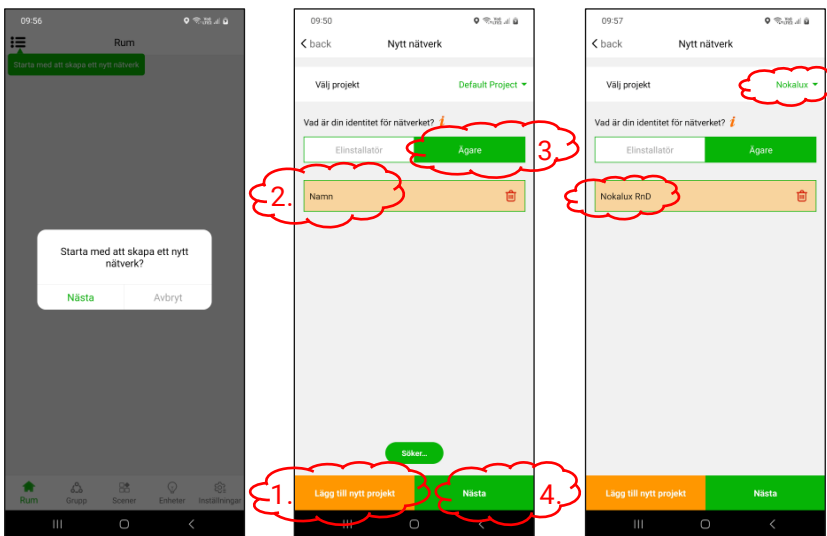 09:56
Rum
Starta med att skapa ett nytt nätverk
Starta med att skapa ett nytt
nätverk?
Nästa
Avbryt
Rum
Grupp
Scener
Enheter
Inställningar
09:50
back
Nytt nätverk
Välj projekt
Default Project
Vad är din identitet för nätverket? i
Elinstallatör
Ägare
3
2.
Namn
Söker...
1.
Lägg till nytt projekt
Nästa
4.
09:57
back
Nytt nätverk
Välj projekt
Nokalux
Vad är din identitet för nätverket? i
Elinstallatör
Ägare
Nokalux RnD
Lägg till nytt projekt
Nästa